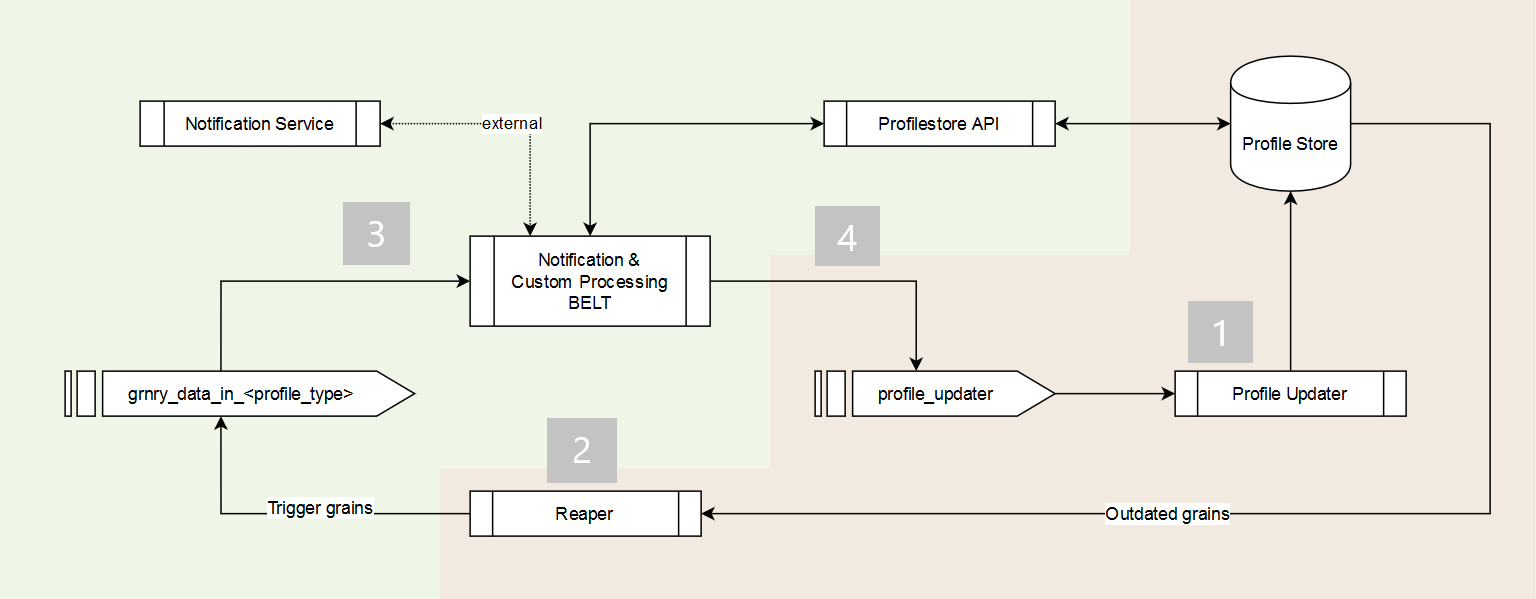 Notification Service
external
Profilestore API
Profile Store
3
4
Notification &
Custom Processing
BELT
1
grnry_data_in_<profile_type>
profile_updater
Profile Updater
2
Trigger grains
Reaper
Outdated grains